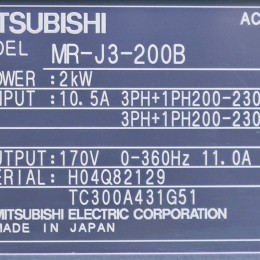 ITSUBISHI AC
ODEL MR-J3-200B
OWER : 2kW
NPUT : 10.5A 3PH+1PH200-230
3PH+1PH200-230
UTPUT: 170V 0-360Hz 11.0A
ERIAL: H04Q82129
TC300A431G51
MITSUBISHI ELECTRIC CORPORATION
MADE IN JAPAN